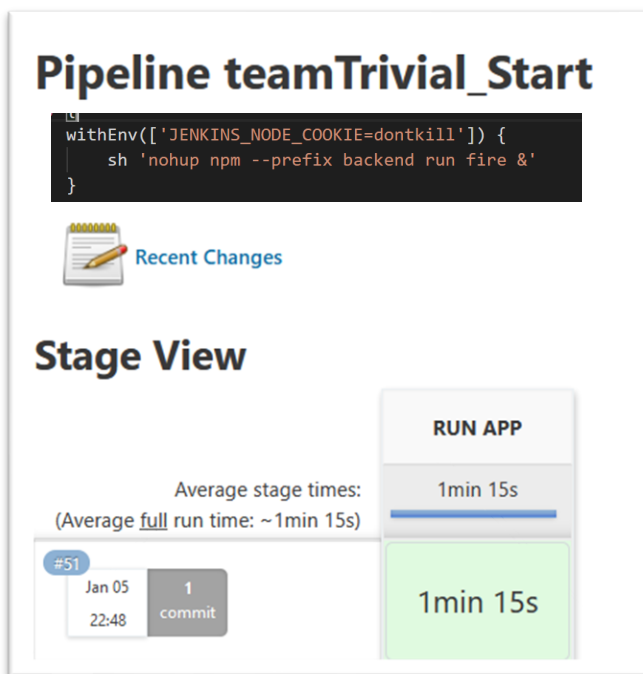 Pipeline teamTrivial_Start
withEnv(['JENKINS_NODE_COOKIE=dontkill']) {
sh 'nohup npm --prefix backend run fire &'
}
Recent Changes
Stage View
RUN APP
Average stage times:
1min 15s
(Average full run time: ~1min 15s)
#51
Jan 05
22:48
1
commit
1min 15s